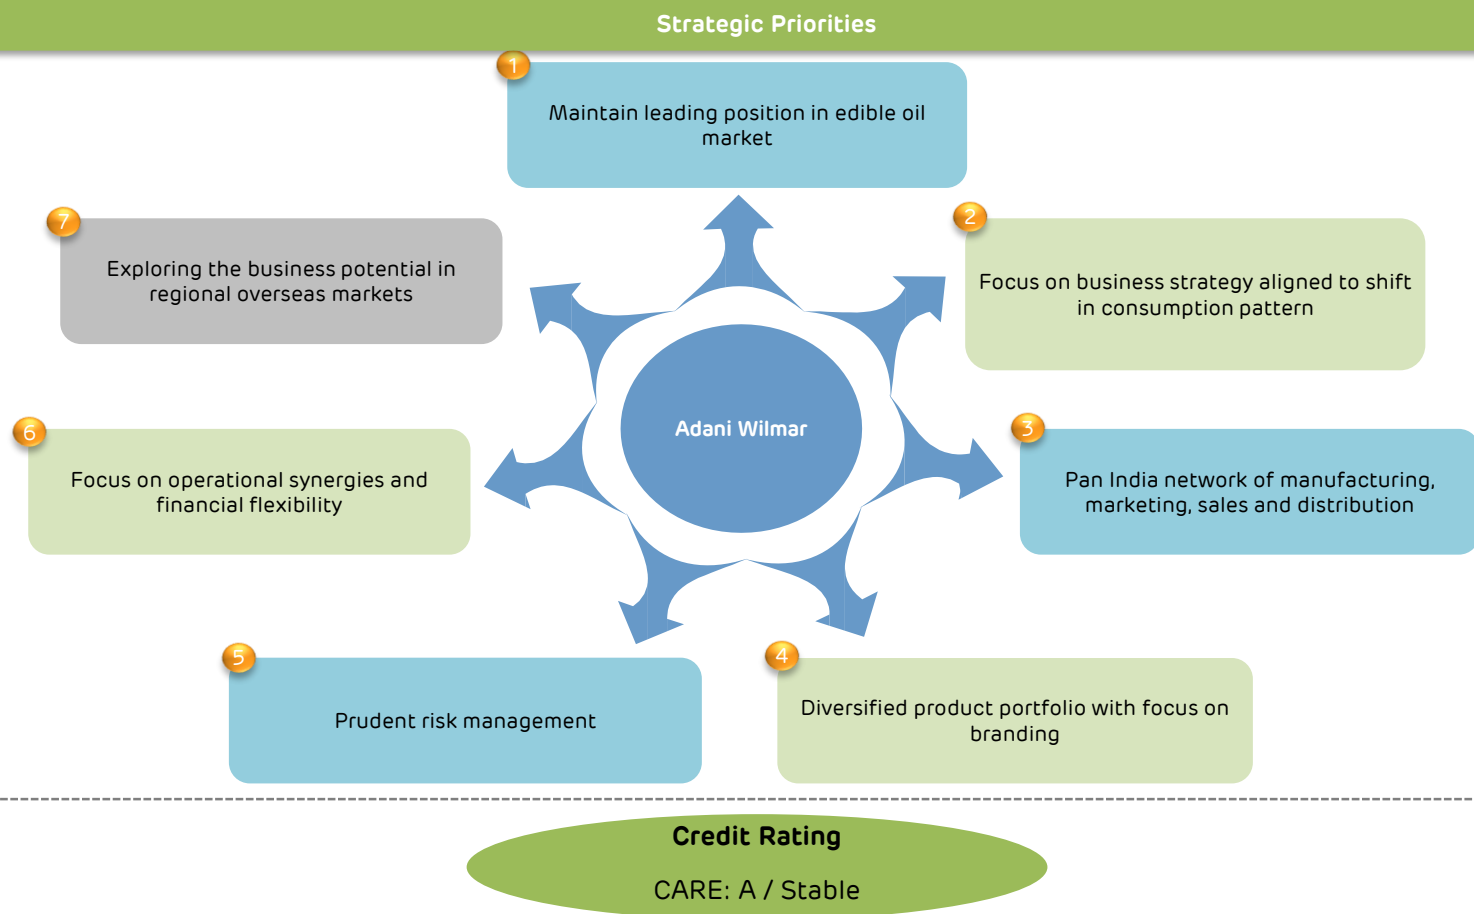 Strategic Priorities
1
Maintain leading position in edible oil
market
2
Focus on business strategy aligned to shift
in consumption pattern
3
Pan India network of manufacturing,
marketing, sales and distribution
4
Diversified product portfolio with focus on
branding
5
Prudent risk management
6
Focus on operational synergies and
financial flexibility
7
Exploring the business potential in
regional overseas markets
Adani Wilmar
Credit Rating
CARE: A / Stable